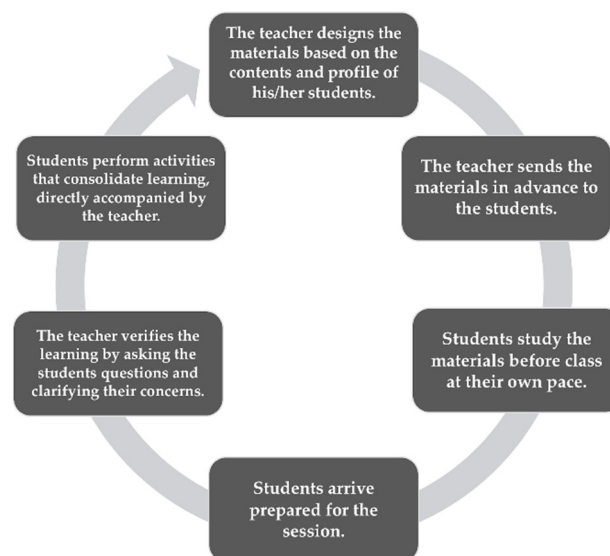 The teacher designs the
materials based on the
contents and profile of
his/her students.
The teacher sends the
materials in advance to
the students.
Students study the
materials before class
at their own pace.
Students arrive
prepared for the
session.
The teacher verifies the
learning by asking the
students questions and
clarifying their concerns.
Students perform activities
that consolidate learning,
directly accompanied by
the teacher.